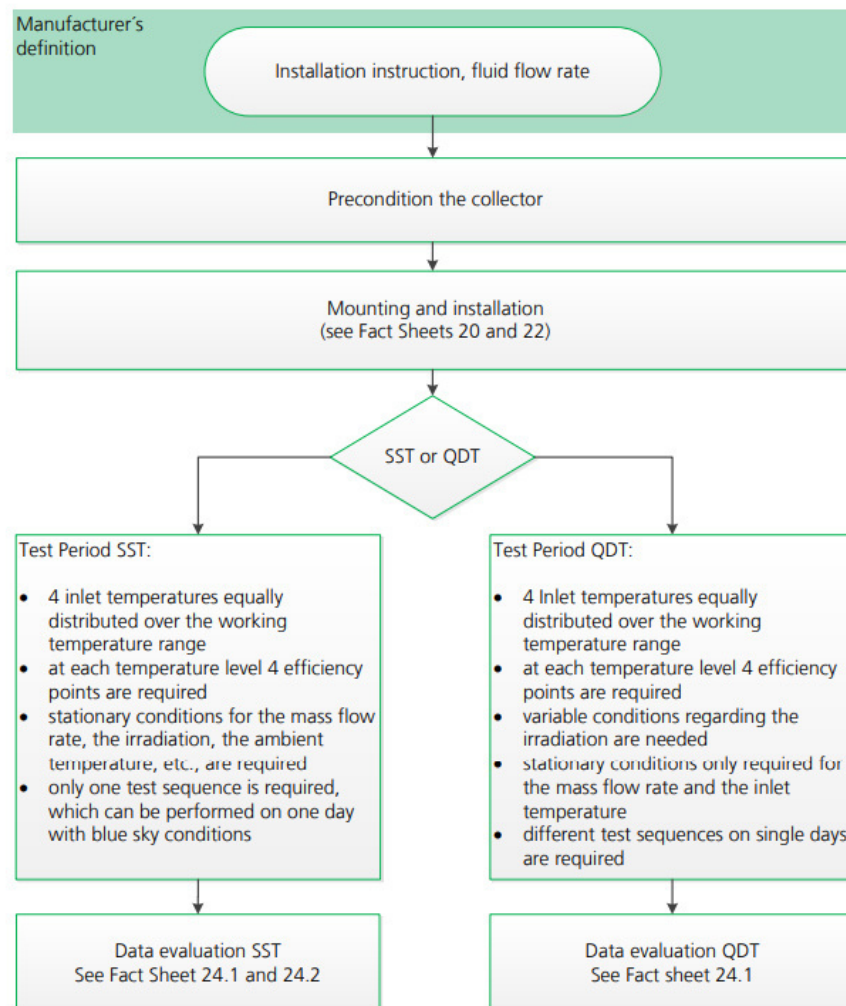 Manufacturer´s
definition
Installation instruction, fluid flow rate
Precondition the collector
Mounting and installation
(see Fact Sheets 20 and 22)
SST or QDT
Test Period SST:
• 4 inlet temperatures equally
distributed over the working
temperature range
• at each temperature level 4 efficiency
points are required
• stationary conditions for the mass flow
rate, the irradiation, the ambient
temperature, etc., are required
• only one test sequence is required,
which can be performed on one day
with blue sky conditions
Test Period QDT:
• 4 Inlet temperatures equally
distributed over the working
temperature range
• at each temperature level 4 efficiency
points are required
• variable conditions regarding the
irradiation are needed
• stationary conditions only required for
the mass flow rate and the inlet
temperature
• different test sequences on single days
are required
Data evaluation SST
See Fact Sheet 24.1 and 24.2
Data evaluation QDT
See Fact sheet 24.1